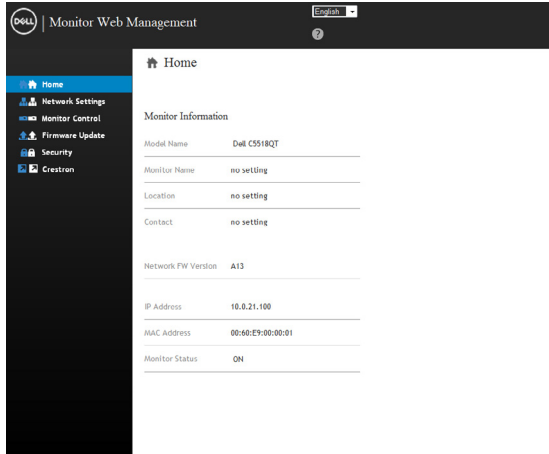 DELL | Monitor Web Management
English
?
Home
Home
Network Settings
Monitor Control
Firmware Update
Security
Crestron
Monitor Information
Model Name Dell C5518QT
Monitor Name no setting
Location no setting
Contact no setting
Network FW Version A13
IP Address 10.0.21.100
MAC Address 00:60:E9:00:00:01
Monitor Status ON